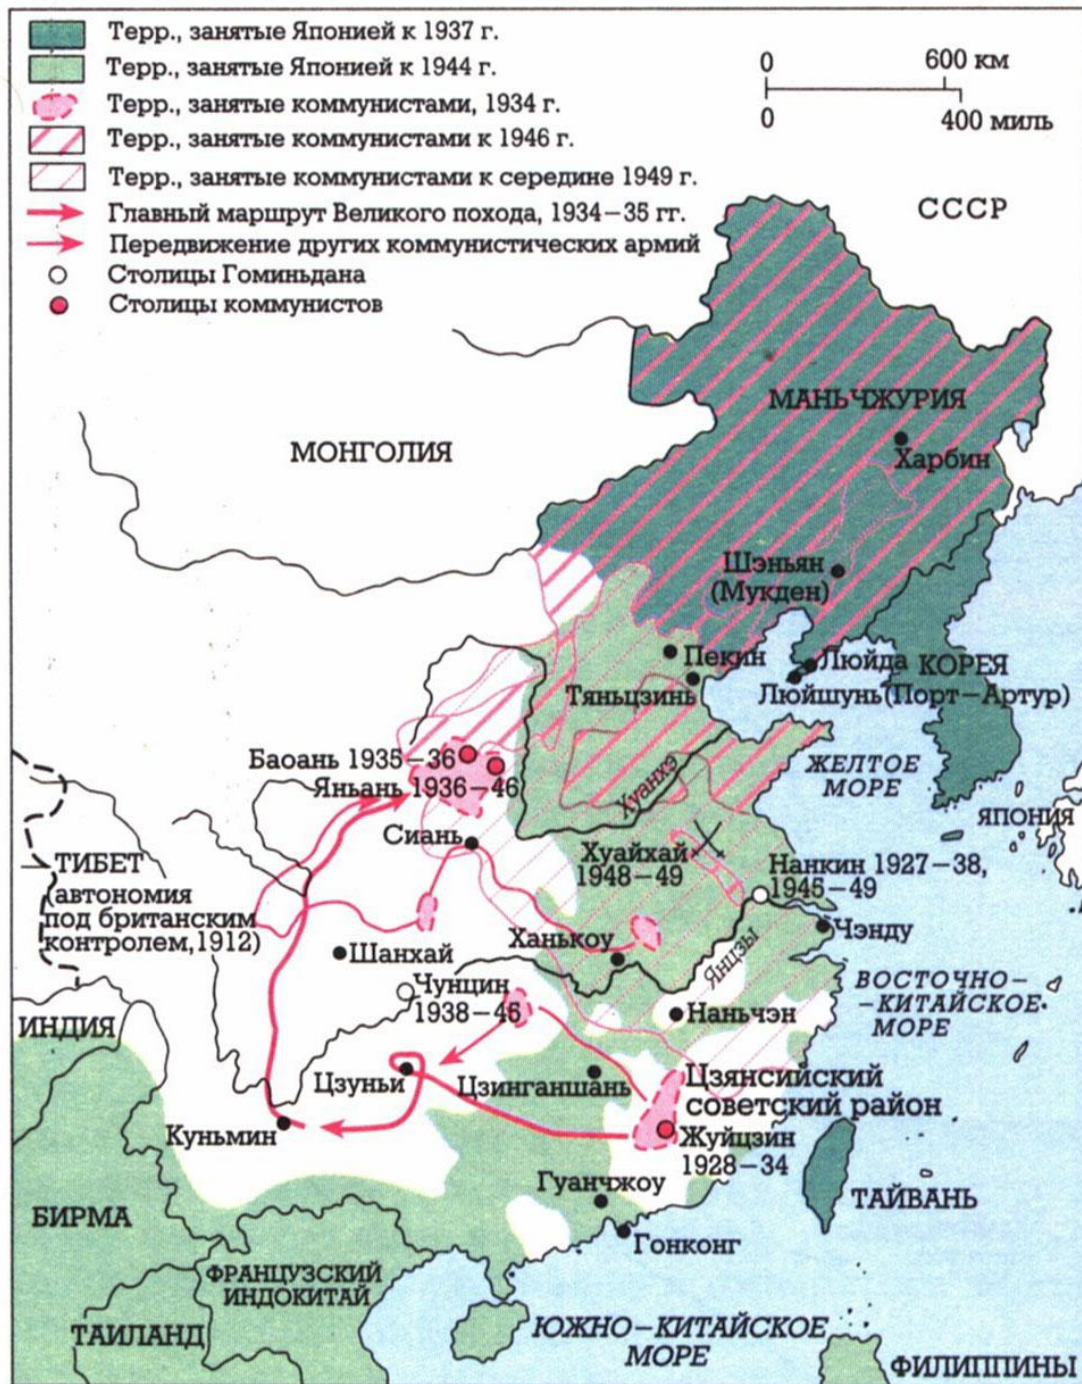 Терр., занятые Японией к 1937 г.
Терр., занятые Японией к 1944 г.
Терр., занятые коммунистами, 1934 г.
Терр., занятые коммунистами к 1946 г.
Терр., занятые коммунистами к середине 1949 г.
Главный маршрут Великого похода, 1934–35 гг.
Передвижение других коммунистических армий
Столицы Гоминьдана
Столицы коммунистов
0 600 км
0 400 миль
СССР
МАНЬЧЖУРИЯ
МОНГОЛИЯ
Харбин
Шэньян
(Мукден)
Пекин
Люйда
КОРЕЯ
Тяньцзинь
Люйшунь(Порт–Артур)
Баоань 1935–36
Яньань 1936–46
Хуанхэ
ЖЕЛТОЕ
МОРЕ
ЯПОНИЯ
Сиань
Хуайхай
1948–49
Нанкин 1927–38,
1945–49
ТИБЕТ
(автономия
под британским
контролем,1912)
Шанхай
Ханькоу
Янцзы
Чэнду
Чунцин
1938–45
ВОСТОЧНО–
–КИТАЙСКОЕ
МОРЕ
ИНДИЯ
Наньчэн
Цзуньи
Цзинганшань
Цзянсийский
советский район
Куньмин
Жуйцзин
1928–34
Гуанчжоу
ТАЙВАНЬ
БИРМА
Гонконг
ФРАНЦУЗСКИЙ
ИНДОКИТАЙ
ТАИЛАНД
ЮЖНО–КИТАЙСКОЕ
МОРЕ
ФИЛИППИНЫ